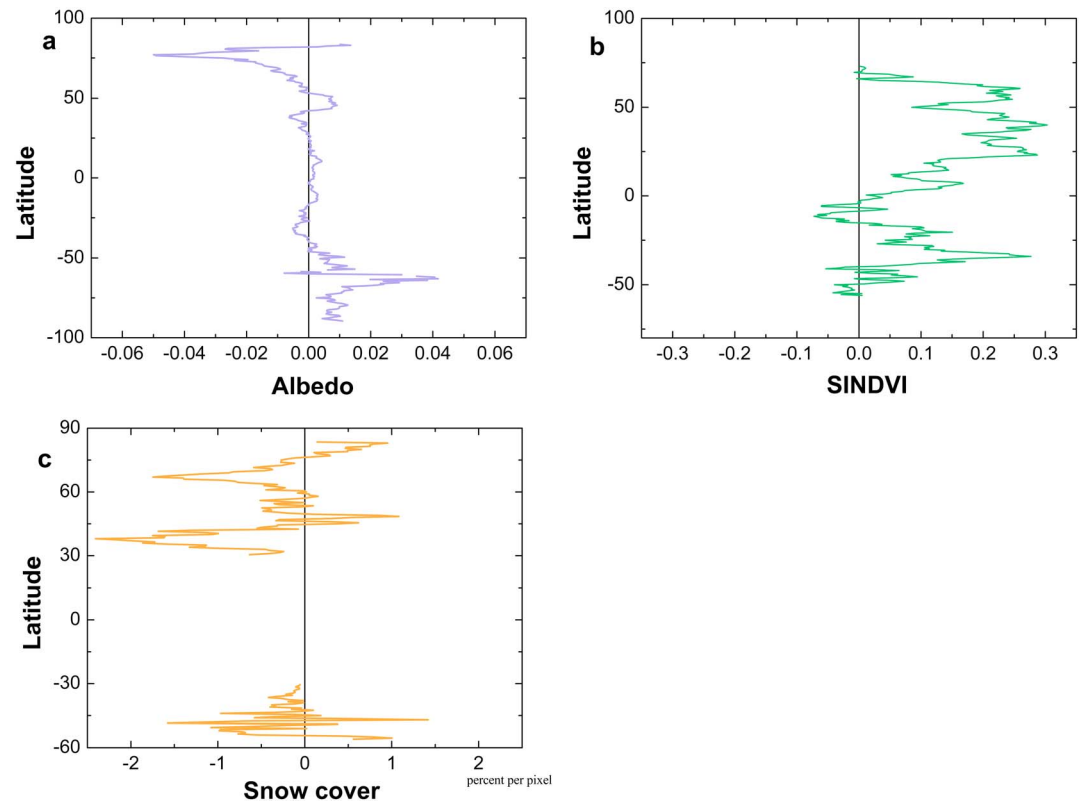 a
100
50
0
-50
-100
Latitude
-0.06 -0.04 -0.02 0.00 0.02 0.04 0.06
Albedo
b
100
50
0
-50
Latitude
-0.3 -0.2 -0.1 0.0 0.1 0.2 0.3
SINDVI
c
90
60
30
0
-30
-60
Latitude
-2 -1 0 1 2
percent per pixel
Snow cover